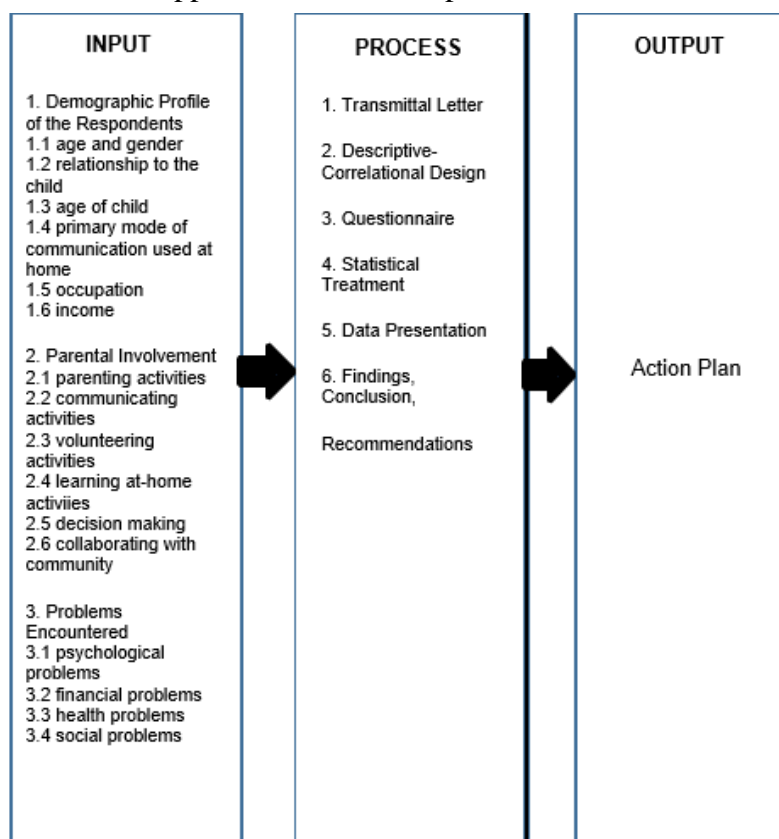 INPUT
1. Demographic Profile
of the Respondents
1.1 age and gender
1.2 relationship to the
child
1.3 age of child
1.4 primary mode of
communication used at
home
1.5 occupation
1.6 income
2. Parental Involvement
2.1 parenting activities
2.2 communicating
activities
2.3 volunteering
activities
2.4 learning at-home
activiies
2.5 decision making
2.6 collaborating with
community
3. Problems
Encountered
3.1 psychological
problems
3.2 financial problems
3.3 health problems
3.4 social problems
PROCESS
1. Transmittal Letter
2. Descriptive-
Correlational Design
3. Questionnaire
4. Statistical
Treatment
5. Data Presentation
6. Findings,
Conclusion,
Recommendations
OUTPUT
Action Plan